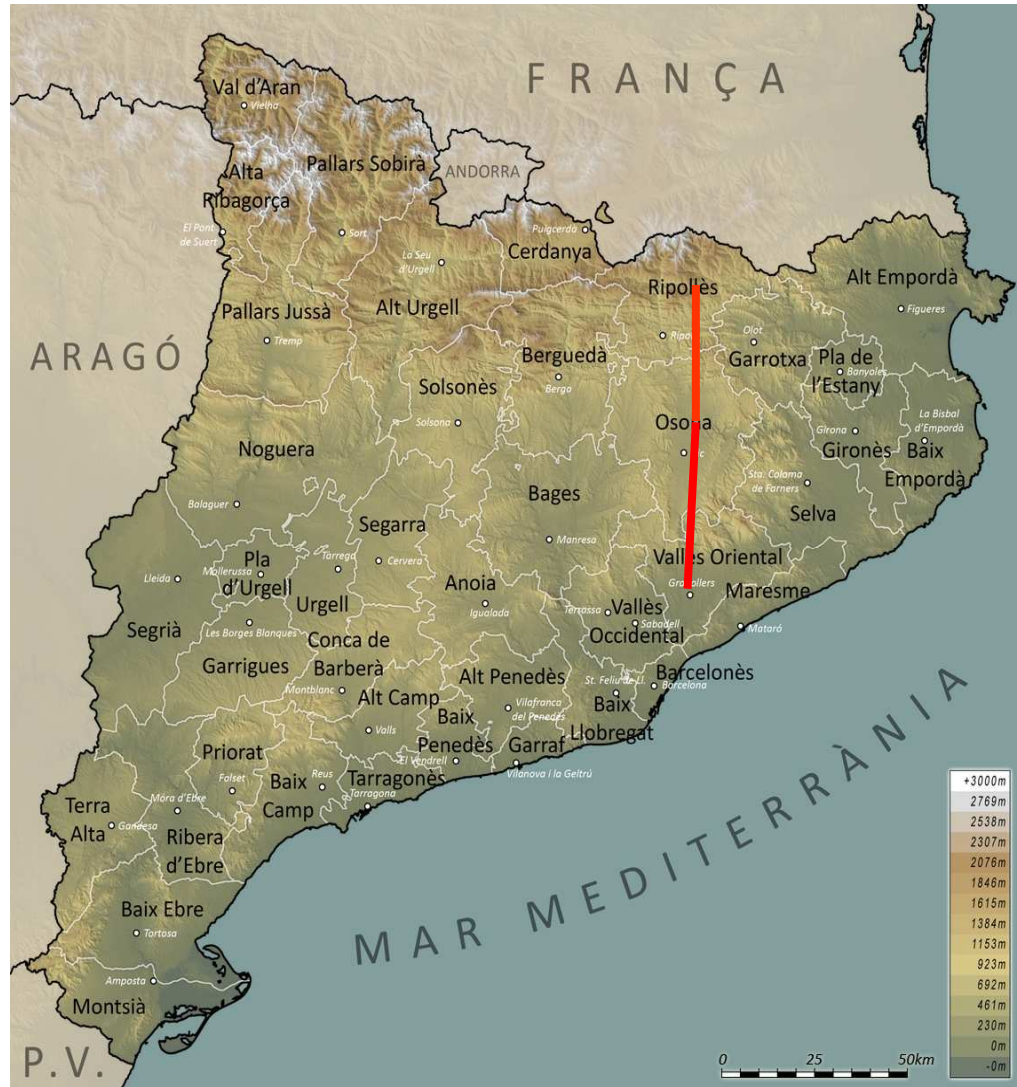 FRANÇA
Val d'Aran
Vielha
Pallars Sobirà
ANDORRA
Alta
Ribagorça
El Pont
de Suert
Sort
Puigcerdà
Cerdanya
La Seu
d'Urgell
Ripollès
Alt Empordà
Pallars Jussà
Alt Urgell
Figueres
ARAGÓ
Tremp
Olot
Berguedà
Garrotxa
Pla de
l'Estany
Banyoles
Berga
Solsonès
Solsona
Osona
La Bisbal
d'Empordà
Girona
Gironès
Baix
Empordà
Noguera
Bages
Sta. Coloma
de Farners
Selva
Balaguer
Segarra
Manresa
Vallès Oriental
Pla
d'Urgell
Mollerussa
Tàrrega
Cervera
Lleida
Anoia
Maresme
Urgell
Igualada
Terrassa
Vallès
Occidental
Sabadell
Mataró
Segrià
Les Borges Blanques
Conca de
Barberà
Garrigues
Alt Penedès
St. Feliu de Ll.
Barcelonès
Barcelona
Montblanc
Alt Camp
Baix
Llobregat
Vilafranca
del Penedès
Baix
Penedès
Valls
Garraf
Priorat
El Vendrell
Vilanova i la Geltrú
Falset
Baix
Camp
Reus
Tarragonès
Tarragona
Terra
Alta
Móra d'Ebre
Gandesa
Ribera
d'Ebre
MAR MEDITERRÀNIA
Baix Ebre
Tortosa
Amposta
Montsià
P.V.
+3000m
2769m
2538m
2307m
2076m
1846m
1615m
1384m
1153m
923m
692m
461m
230m
0m
-0m
0 25 50km